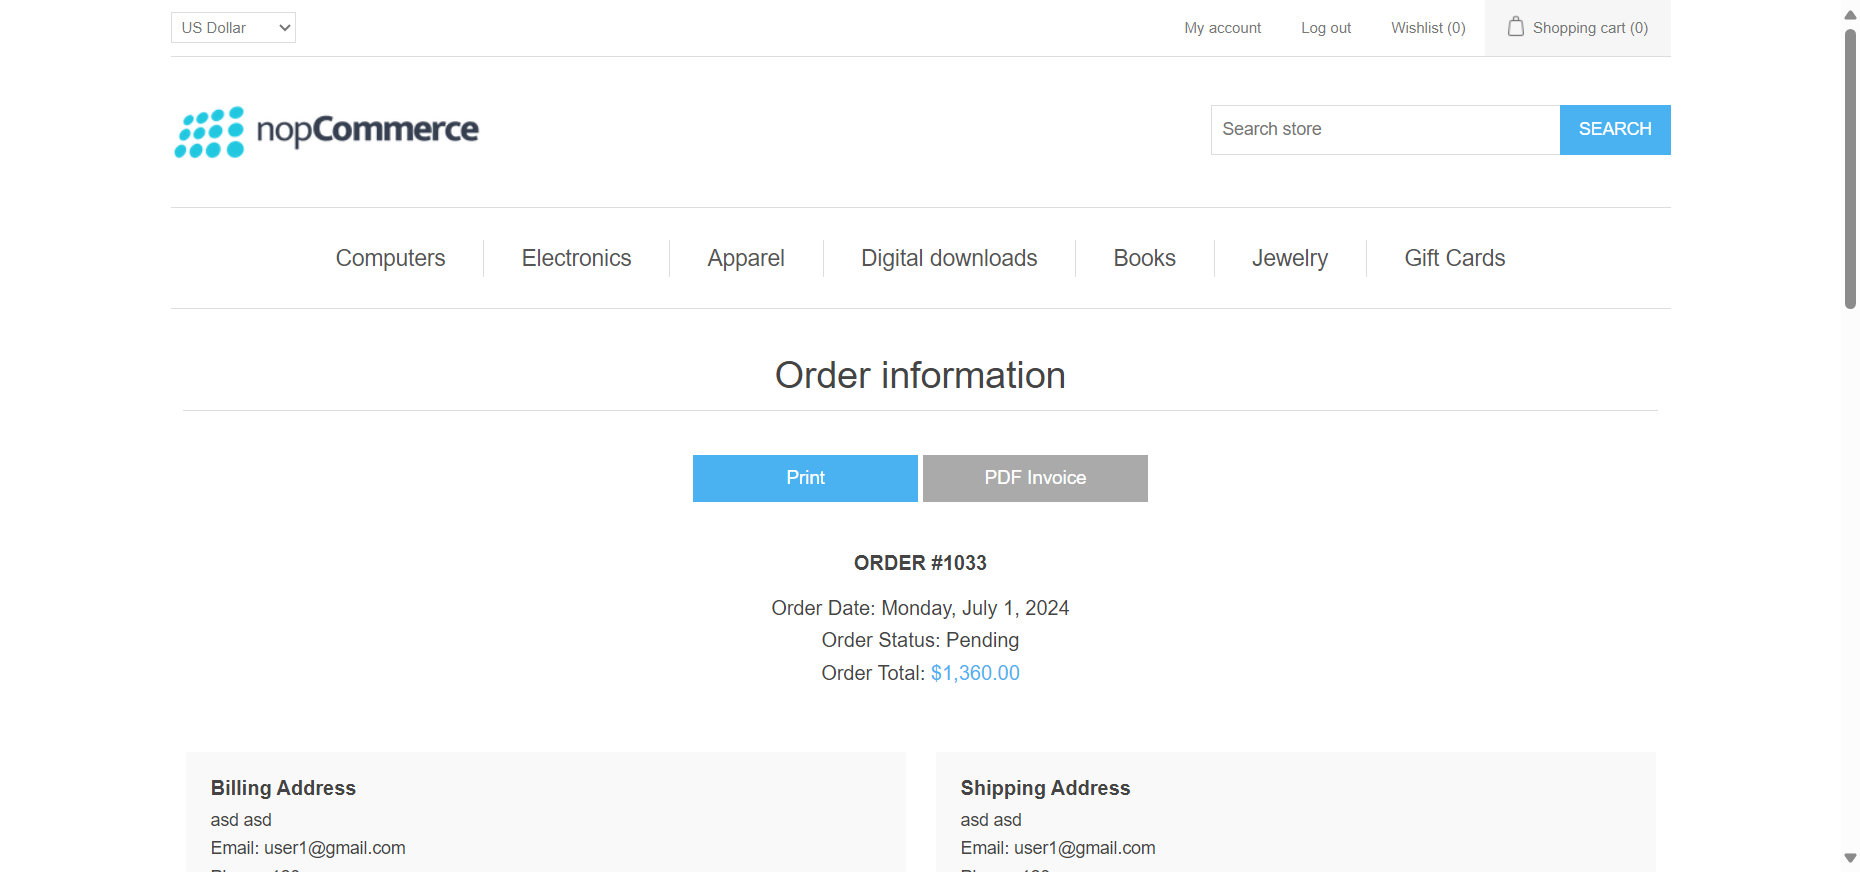 US Dollar
My account
Log out
Wishlist (0)
Shopping cart (0)
nopCommerce
Search store
SEARCH
Computers
Electronics
Apparel
Digital downloads
Books
Jewelry
Gift Cards
Order information
Print
PDF Invoice
ORDER #1033
Order Date: Monday, July 1, 2024
Order Status: Pending
Order Total: $1,360.00
Billing Address
asd asd
Email: user1@gmail.com
Shipping Address
asd asd
Email: user1@gmail.com